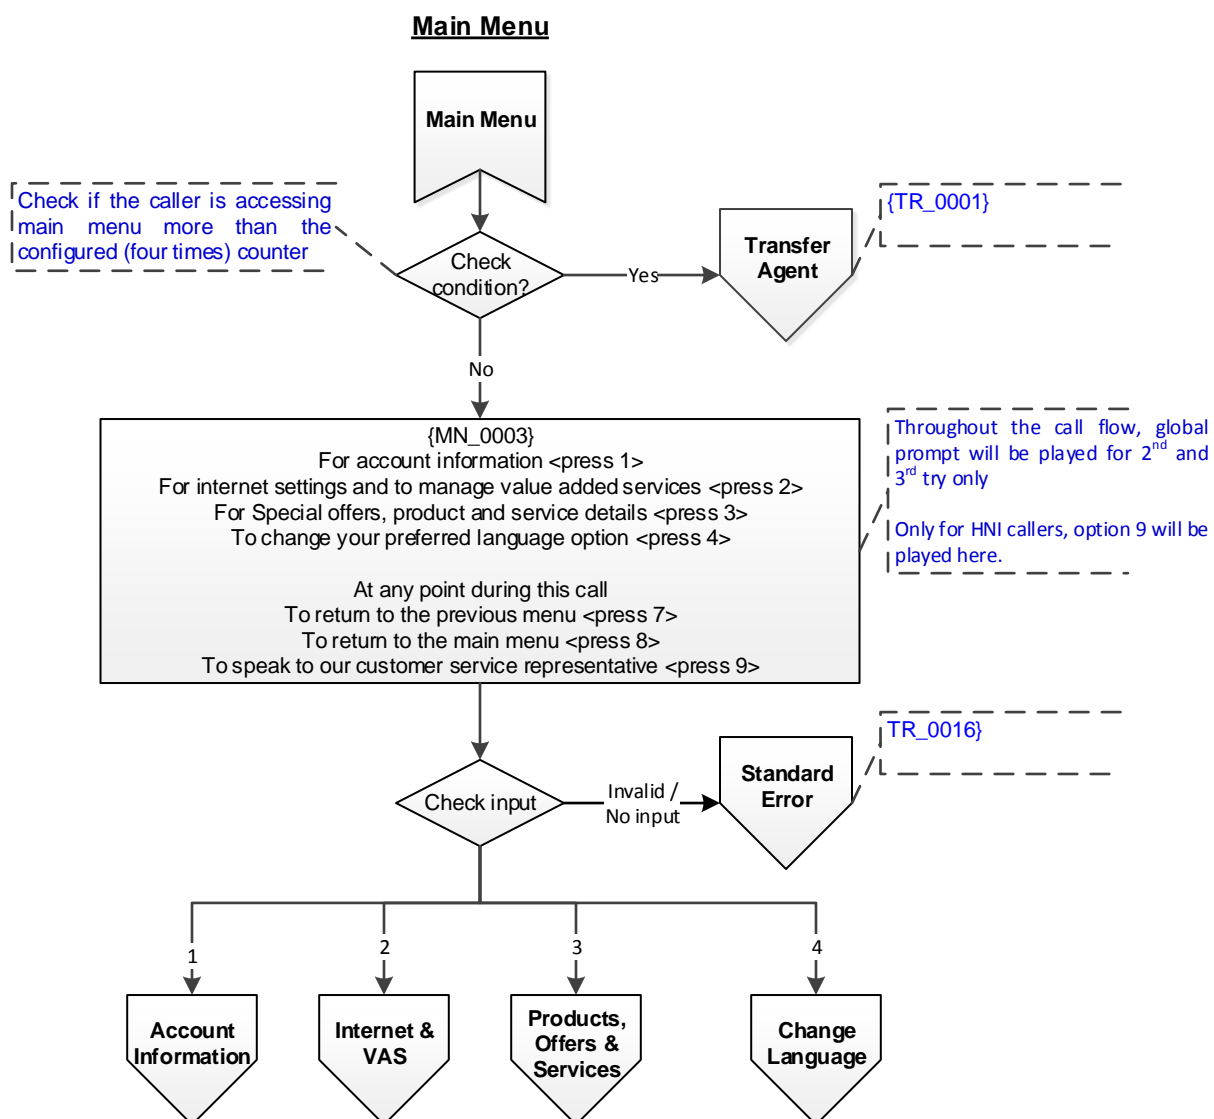 Main Menu
Main Menu
Check if the caller is accessing
main menu more than the
configured (four times) counter
Check
condition?
Yes
Transfer
Agent
{TR_0001}
No
{MN_0003}
For account information <press 1>
For internet settings and to manage value added services <press 2>
For Special offers, product and service details <press 3>
To change your preferred language option <press 4>
At any point during this call
To return to the previous menu <press 7>
To return to the main menu <press 8>
To speak to our customer service representative <press 9>
Throughout the call flow, global
prompt will be played for 2nd and
3rd try only
Only for HNI callers, option 9 will be
played here.
Check input
Invalid /
No input
Standard
Error
TR_0016}
1
2
3
4
Account
Information
Internet &
VAS
Products,
Offers &
Services
Change
Language